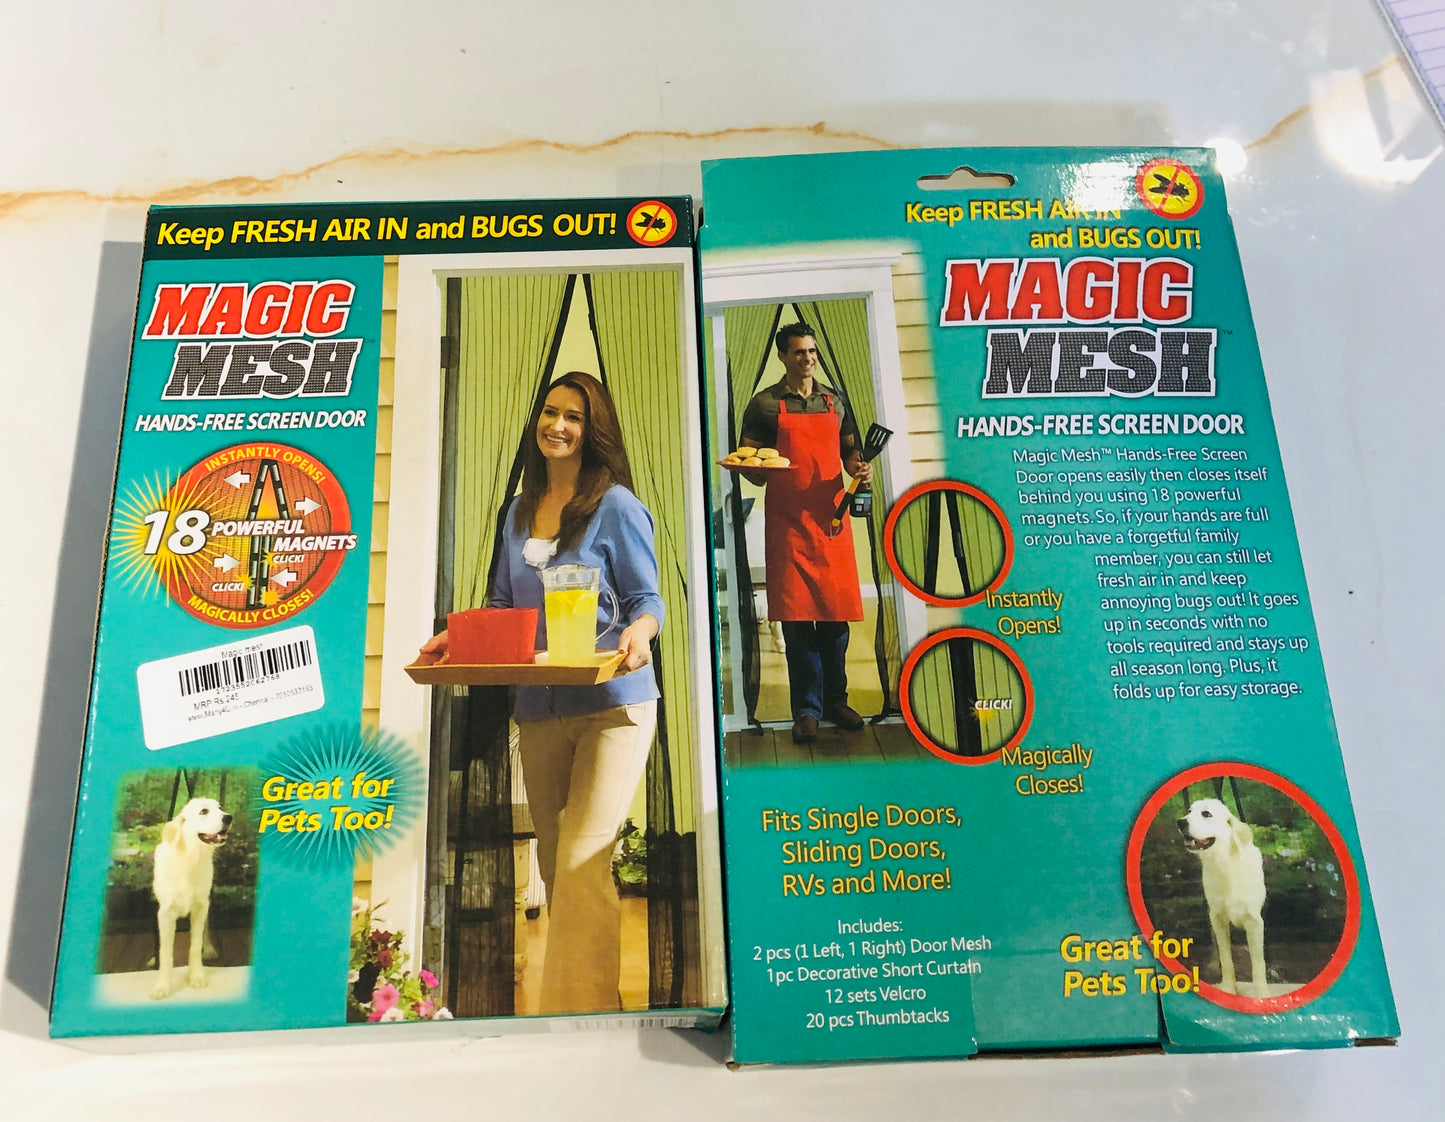 Keep FRESH AIR IN and BUGS OUT!
MAGIC
MESH™
HANDS-FREE SCREEN DOOR
INSTANTLY OPENS!
18 POWERFUL
MAGNETS
CLICK!
CLICK!
MAGICALLY CLOSES!
Magic mesh
MRP:Rs.245
Great for
Pets Too!
Keep FRESH AIR IN
and BUGS OUT!
MAGIC
MESH™
HANDS-FREE SCREEN DOOR
Magic Mesh™ Hands-Free Screen
Door opens easily then closes itself
behind you using 18 powerful
magnets. So, if your hands are full
or you have a forgetful family
member, you can still let
fresh air in and keep
annoying bugs out! It goes
up in seconds with no
tools required and stays up
all season long. Plus, it
folds up for easy storage.
Instantly
Opens!
CLICK!
Magically
Closes!
Fits Single Doors,
Sliding Doors,
RVs and More!
Includes:
2 pcs (1 Left, 1 Right) Door Mesh
1pc Decorative Short Curtain
12 sets Velcro
20 pcs Thumbtacks
Great for
Pets Too!